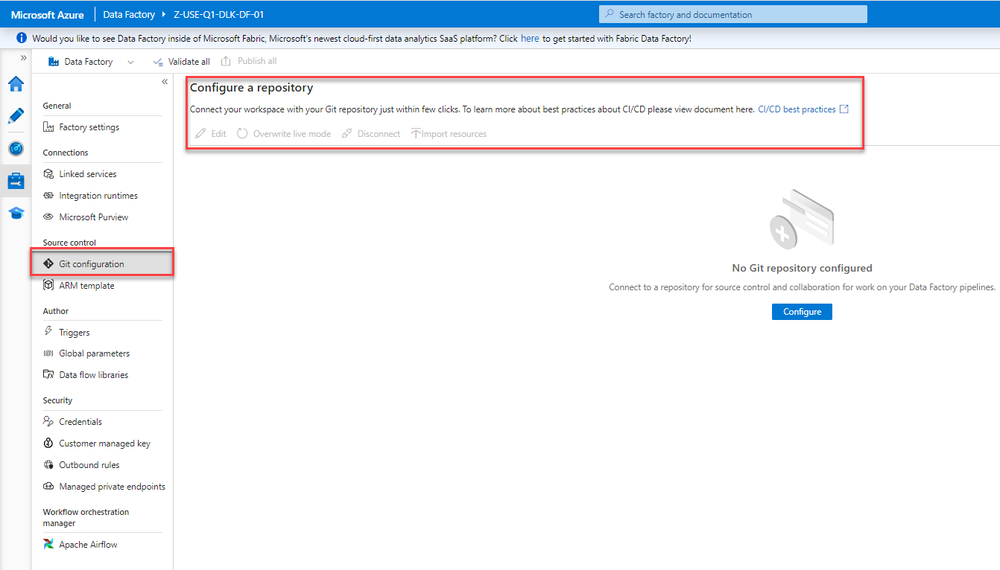 Microsoft Azure Data Factory Z-USE-Q1-DLK-DF-01 Search factory and documentation
Would you like to see Data Factory inside of Microsoft Fabric, Microsoft's newest cloud-first data analytics SaaS platform? Click here to get started with Fabric Data Factory!
Data Factory Validate all Publish all
General
Factory settings
Connections
Linked services
Integration runtimes
Microsoft Purview
Source control
Git configuration
ARM template
Author
Triggers
Global parameters
Data flow libraries
Security
Credentials
Customer managed key
Outbound rules
Managed private endpoints
Workflow orchestration
manager
Apache Airflow
Configure a repository
Connect your workspace with your Git repository just within few clicks. To learn more about best practices about CI/CD please view document here. CI/CD best practices
Edit Overwrite live mode Disconnect Import resources
No Git repository configured
Connect to a repository for source control and collaboration for work on your Data Factory pipelines.
Configure